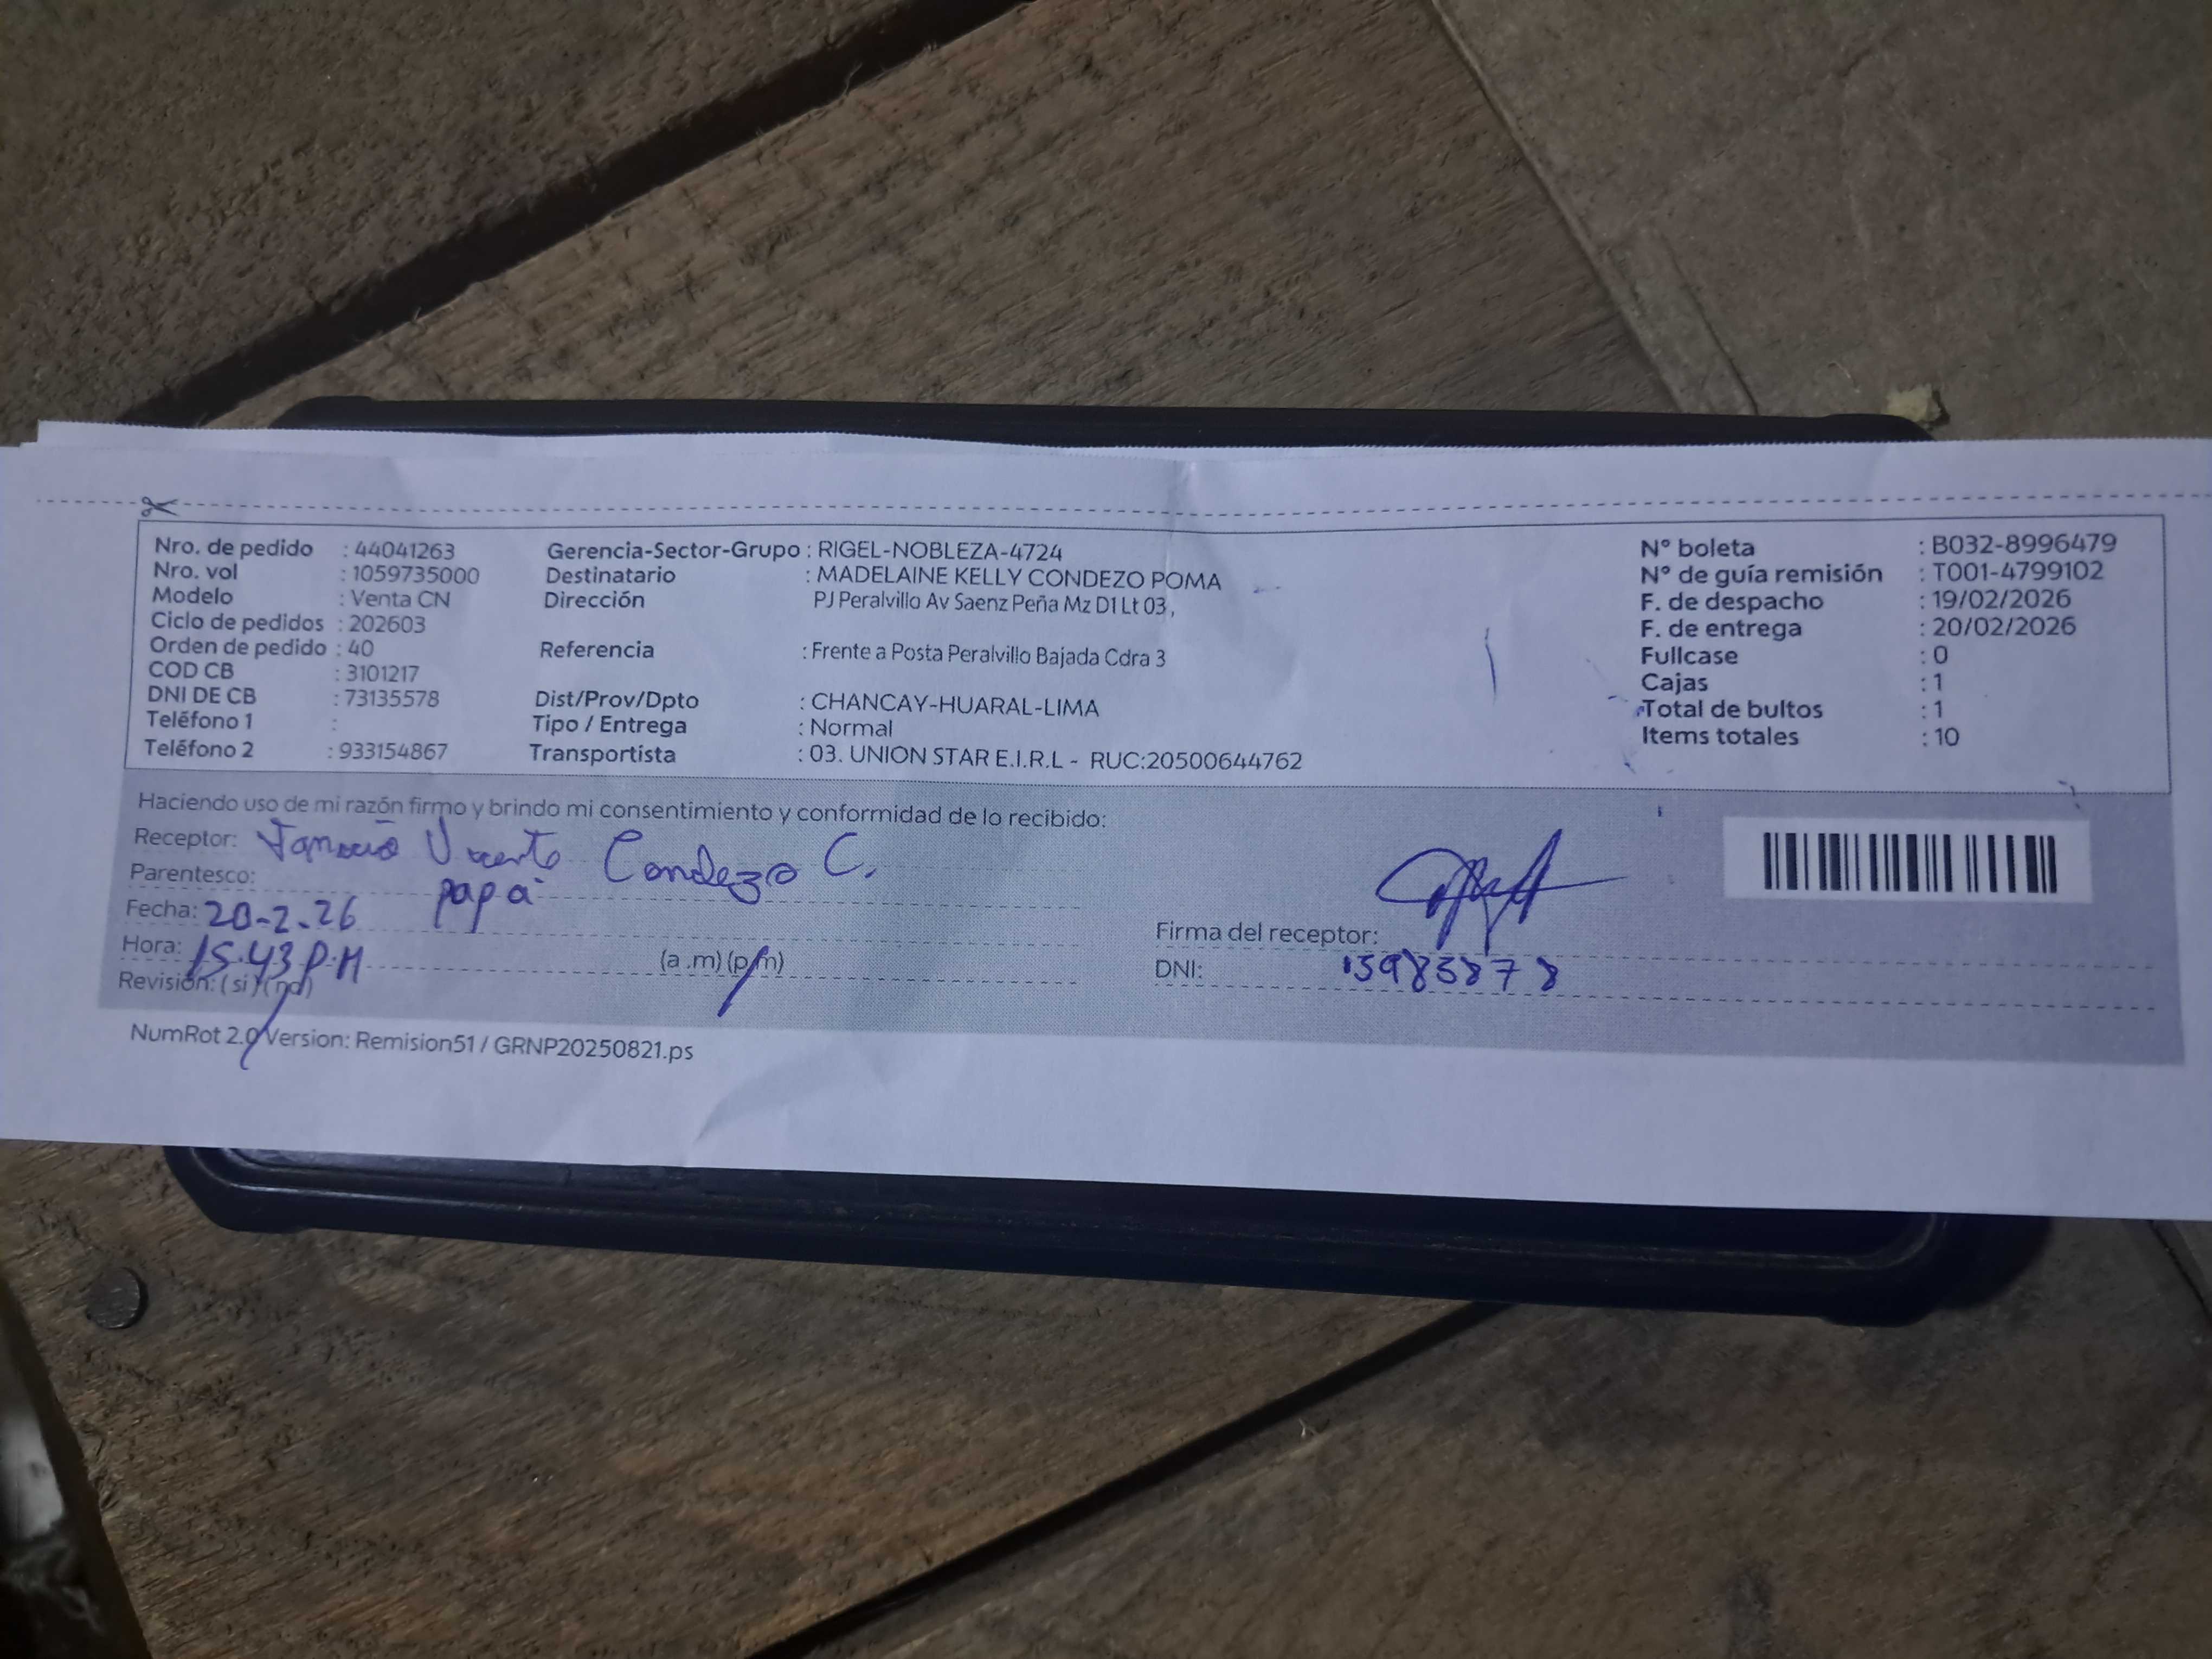 Nro. de pedido : 44041263 Gerencia-Sector-Grupo : RIGEL-NOBLEZA-4724 N° boleta : B032-8996479
Nro. vol : 1059735000 Destinatario : MADELAINE KELLY CONDEZO POMA N° de guía remisión : T001-4799102
Modelo : Venta CN Dirección PJ Peralvillo Av Saenz Peña Mz D1 Lt 03, F. de despacho : 19/02/2026
Ciclo de pedidos : 202603 F. de entrega : 20/02/2026
Orden de pedido : 40 Referencia : Frente a Posta Peralvillo Bajada Cdra 3 Fullcase : 0
COD CB : 3101217 Cajas : 1
DNI DE CB : 73135578 Dist/Prov/Dpto : CHANCAY-HUARAL-LIMA Total de bultos : 1
Teléfono 1 : Tipo / Entrega : Normal Items totales : 10
Teléfono 2 : 933154867 Transportista : 03. UNION STAR E.I.R.L - RUC:20500644762
Haciendo uso de mi razón firmo y brindo mi consentimiento y conformidad de lo recibido:
Receptor: Condezo C.
Parentesco: papá
Fecha: 20-2-26 Firma del receptor:
Hora: 15.43 P.M (a .m) (p.m) DNI:
Revisión: (si) (no)
NumRot 2.0 Version: Remision51 / GRNP20250821.ps